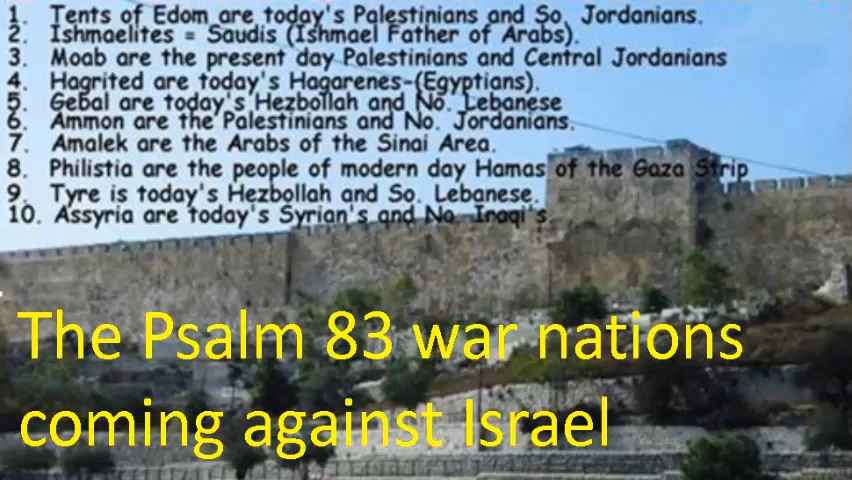 1. Tents of Edom are today's Palestinians and So. Jordanians.
2. Ishmaelites = Saudis (Ishmael Father of Arabs).
3. Moab are the present day Palestinians and Central Jordanians
4. Hagrited are today's Hagarenes-(Egyptians).
5. Gebal are today's Hezbollah and No. Lebanese
6. Ammon are the Palestinians and No. Jordanians.
7. Amalek are the Arabs of the Sinai Area.
8. Philistia are the people of modern day Hamas of the Gaza Strip
9. Tyre is today's Hezbollah and So. Lebanese.
10. Assyria are today's Syrian's and No. Iraqi's
The Psalm 83 war nations
coming against Israel